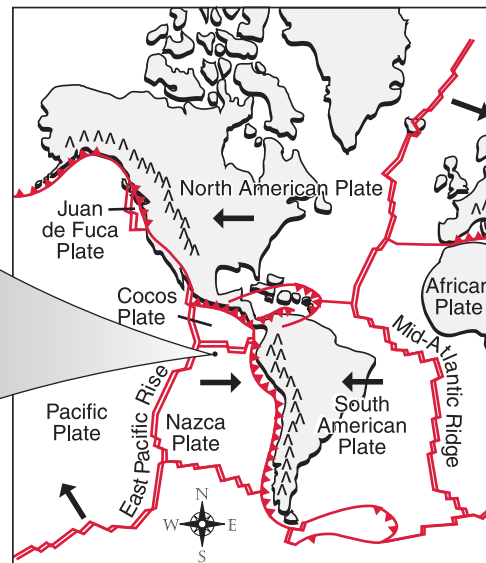 North American Plate
Juan
de Fuca
Plate
Cocos
Plate
African
Plate
Mid-Atlantic Ridge
Pacific
Plate
East Pacific Rise
Nazca
Plate
South
American
Plate
N
W
E
S